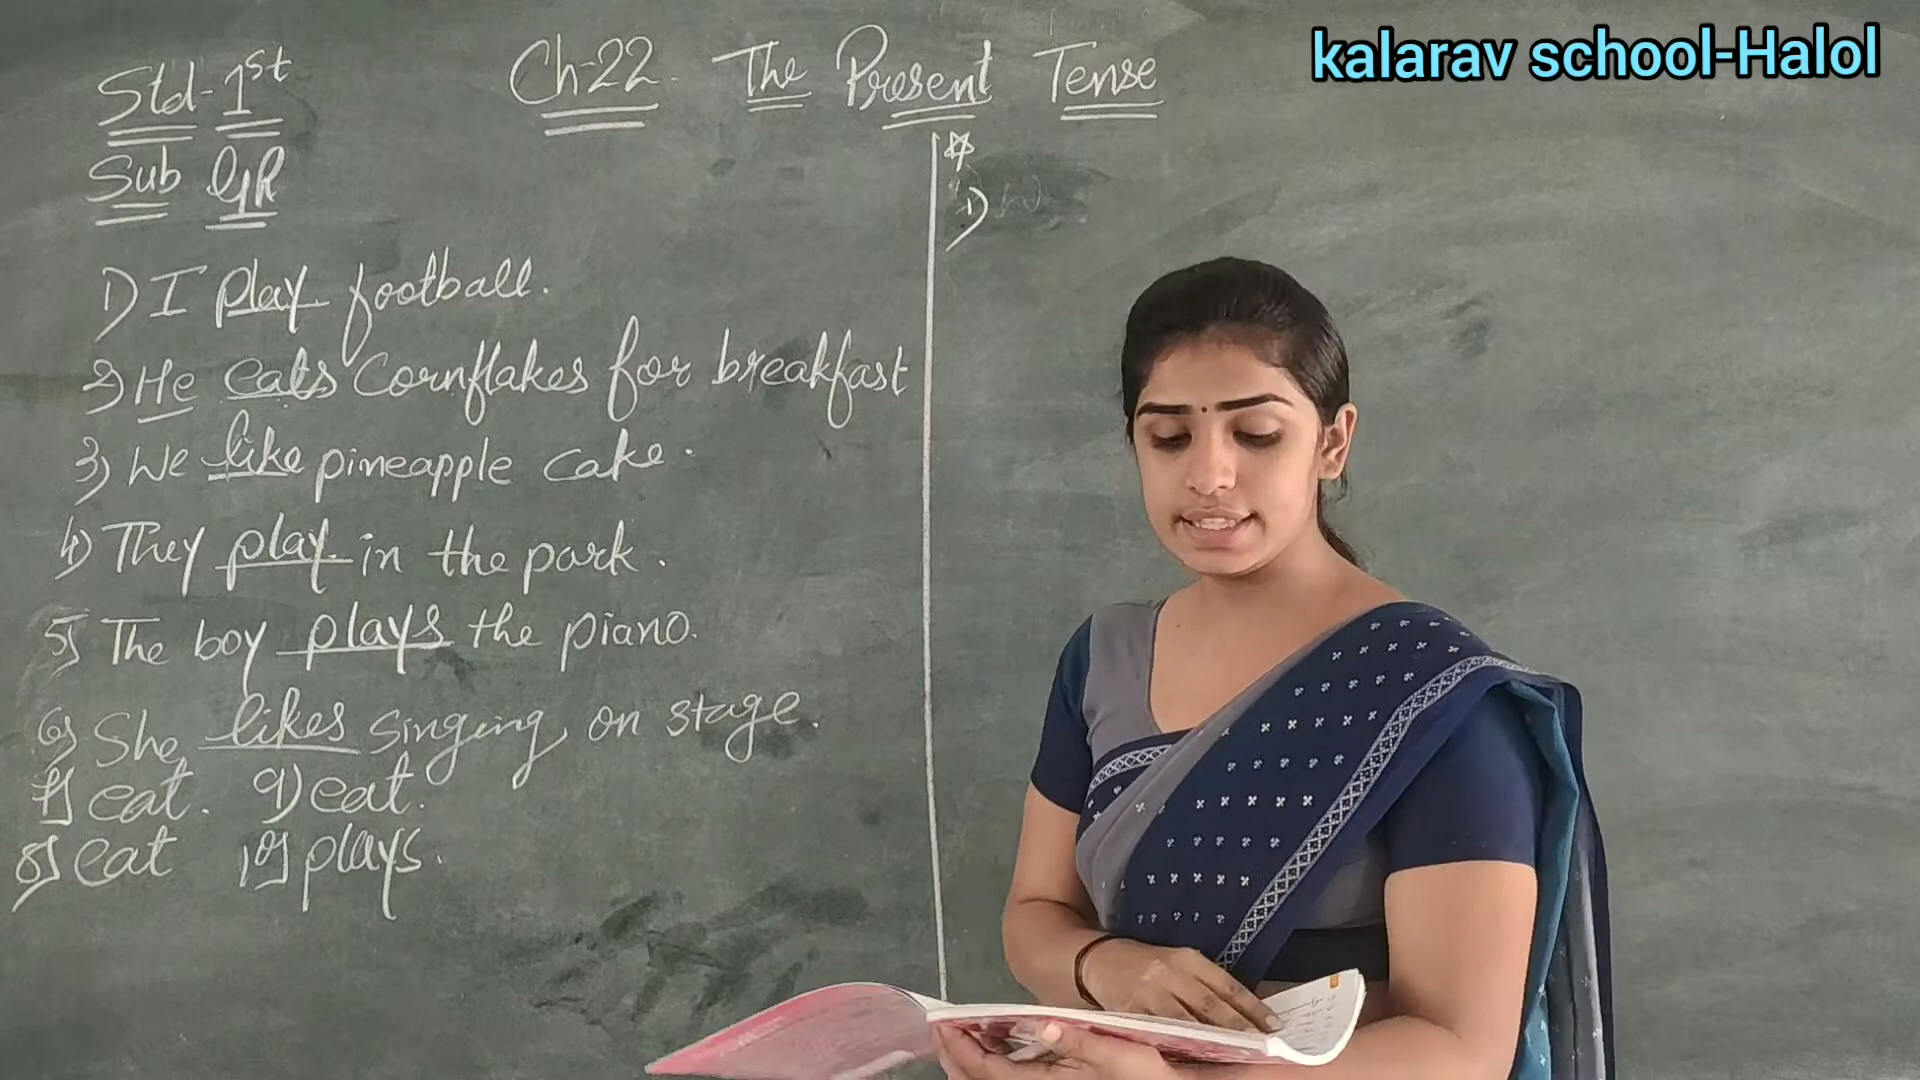 kalarav school-Halol
Std-1st Ch-22. The Present Tense
Sub GR
1) I play football.
2) He eats Cornflakes for breakfast
3) We like pineapple cake.
4) They play in the park.
5) The boy plays the piano.
6) She likes singing on stage.
7) eat. 9) eat.
8) eat 10) plays.
1)